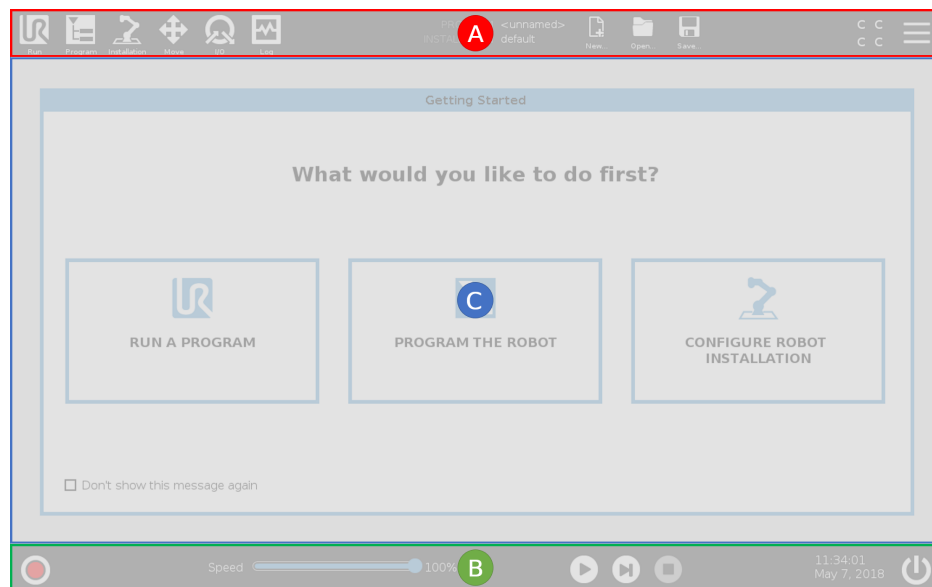 <unnamed>
default
A
Run
Program
Installation
Move
I/O
Log
New...
Open...
Save...
C C
C C
Getting Started
What would you like to do first?
C
RUN A PROGRAM
PROGRAM THE ROBOT
CONFIGURE ROBOT
INSTALLATION
Don't show this message again
Speed
100%
B
11:34:01
May 7, 2018